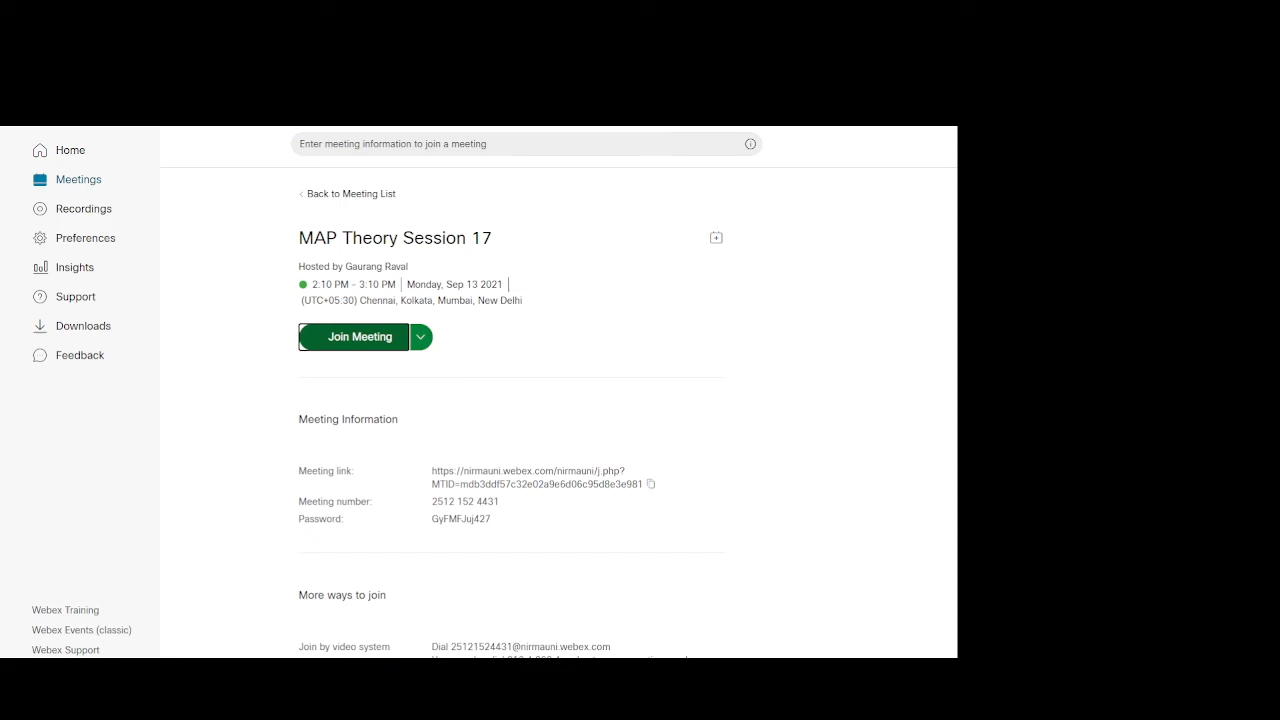 Home
Meetings
Recordings
Preferences
Insights
Support
Downloads
Feedback
Webex Training
Webex Events (classic)
Webex Support
Enter meeting information to join a meeting
Back to Meeting List
MAP Theory Session 17
Hosted by Gaurang Raval
2:10 PM - 3:10 PM | Monday, Sep 13 2021 |
(UTC+05:30) Chennai, Kolkata, Mumbai, New Delhi
Join Meeting
Meeting Information
Meeting link: https://nirmauni.webex.com/nirmauni/j.php?
MTID=mdb3ddf57c32e02a9e6d06c95d8e3e981
Meeting number: 2512 152 4431
Password: GyFMFJuj427
More ways to join
Join by video system Dial 25121524431@nirmauni.webex.com